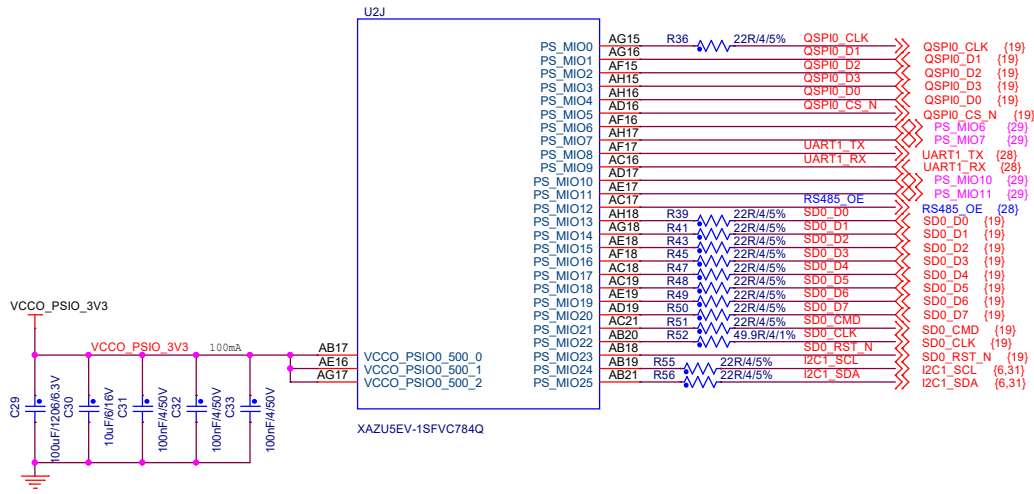 U2J
PS_MIO0 AG15 R36 22R/4/5% QSPI0_CLK QSPI0_CLK {19}
PS_MIO1 AG16 QSPI0_D1 QSPI0_D1 {19}
PS_MIO2 AF15 QSPI0_D2 QSPI0_D2 {19}
PS_MIO3 AH15 QSPI0_D3 QSPI0_D3 {19}
PS_MIO4 AH16 QSPI0_D0 QSPI0_D0 {19}
PS_MIO5 AD16 QSPI0_CS_N QSPI0_CS_N {19}
PS_MIO6 AF16 PS_MIO6 {29}
PS_MIO7 AH17 PS_MIO7 {29}
PS_MIO8 AF17 UART1_TX UART1_TX {28}
PS_MIO9 AC16 UART1_RX UART1_RX {28}
PS_MIO10 AD17 PS_MIO10 {29}
PS_MIO11 AE17 PS_MIO11 {29}
PS_MIO12 AC17 RS485_OE RS485_OE {28}
PS_MIO13 AH18 R39 22R/4/5% SD0_D0 SD0_D0 {19}
PS_MIO14 AG18 R41 22R/4/5% SD0_D1 SD0_D1 {19}
PS_MIO15 AE18 R43 22R/4/5% SD0_D2 SD0_D2 {19}
PS_MIO16 AF18 R45 22R/4/5% SD0_D3 SD0_D3 {19}
PS_MIO17 AC18 R47 22R/4/5% SD0_D4 SD0_D4 {19}
PS_MIO18 AC19 R48 22R/4/5% SD0_D5 SD0_D5 {19}
PS_MIO19 AE19 R49 22R/4/5% SD0_D6 SD0_D6 {19}
PS_MIO20 AD19 R50 22R/4/5% SD0_D7 SD0_D7 {19}
PS_MIO21 AC21 R51 22R/4/5% SD0_CMD SD0_CMD {19}
PS_MIO22 AB20 R52 49.9R/4/1% SD0_CLK SD0_CLK {19}
PS_MIO23 AB18 SD0_RST_N SD0_RST_N {19}
PS_MIO24 AB19 R55 22R/4/5% I2C1_SCL I2C1_SCL {6,31}
PS_MIO25 AB21 R56 22R/4/5% I2C1_SDA I2C1_SDA {6,31}
VCCO_PSIO_3V3
VCCO_PSIO_3V3 100mA
AB17 VCCO_PSIO0_500_0
AE16 VCCO_PSIO0_500_1
AG17 VCCO_PSIO0_500_2
C29 100uF/1206/6.3V
C30 10uF/6/16V
C31 100nF/4/50V
C32 100nF/4/50V
C33 100nF/4/50V
XAZU5EV-1SFVC784Q